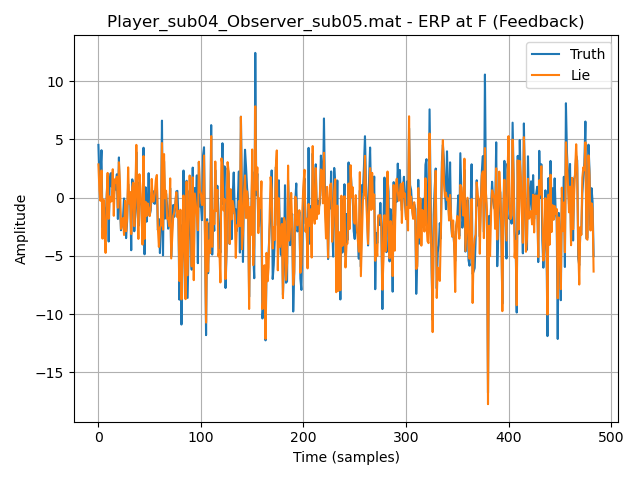 Player_sub04_Observer_sub05.mat - ERP at F (Feedback)
Truth
Lie
Amplitude
10
5
0
−5
−10
−15
0 100 200 300 400 500
Time (samples)